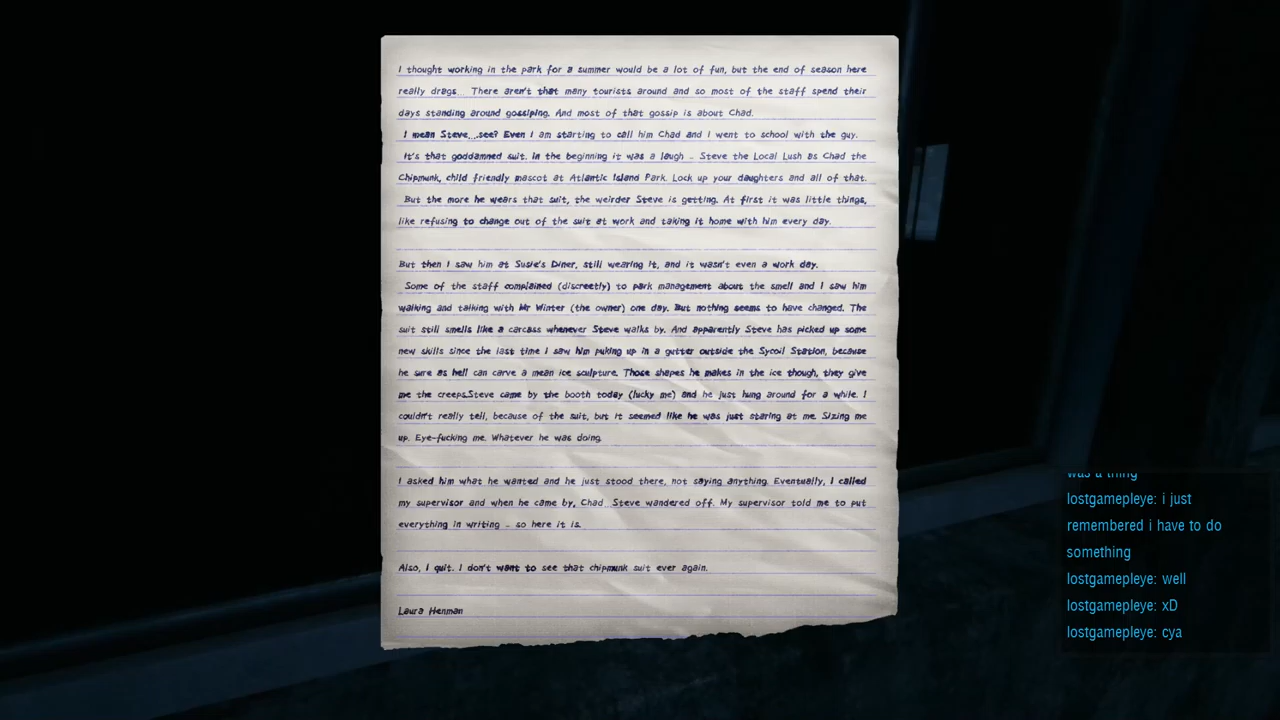 I thought working in the park for a summer would be a lot of fun, but the end of season here
really drags... There aren't that many tourists around and so most of the staff spend their
days standing around gossiping. And most of that gossip is about Chad.
I mean Steve...see? Even I am starting to call him Chad and I went to school with the guy.
It's that goddamned suit. In the beginning it was a laugh - Steve the Local Lush as Chad the
Chipmunk, child friendly mascot at Atlantic Island Park. Lock up your daughters and all of that.
But the more he wears that suit, the weirder Steve is getting. At first it was little things,
like refusing to change out of the suit at work and taking it home with him every day.
But then I saw him at Susie's Diner, still wearing it, and it wasn't even a work day.
Some of the staff complained (discreetly) to park management about the smell and I saw him
walking and talking with Mr Winter (the owner) one day. But nothing seems to have changed. The
suit still smells like a carcass whenever Steve walks by. And apparently Steve has picked up some
new skills since the last time I saw him puking up in a gutter outside the Sycoil Station, because
he sure as hell can carve a mean ice sculpture. Those shapes he makes in the ice though, they give
me the creeps.Steve came by the booth today (lucky me) and he just hung around for a while. I
couldn't really tell, because of the suit, but it seemed like he was just staring at me. Sizing me
up. Eye-fucking me. Whatever he was doing.
I asked him what he wanted and he just stood there, not saying anything. Eventually, I called
my supervisor and when he came by, Chad...Steve wandered off. My supervisor told me to put
everything in writing - so here it is.
Also, I quit. I don't want to see that chipmunk suit ever again.
Laura Henman
was a thing
lostgamepleye: i just
remembered i have to do
something
lostgamepleye: well
lostgamepleye: xD
lostgamepleye: cya